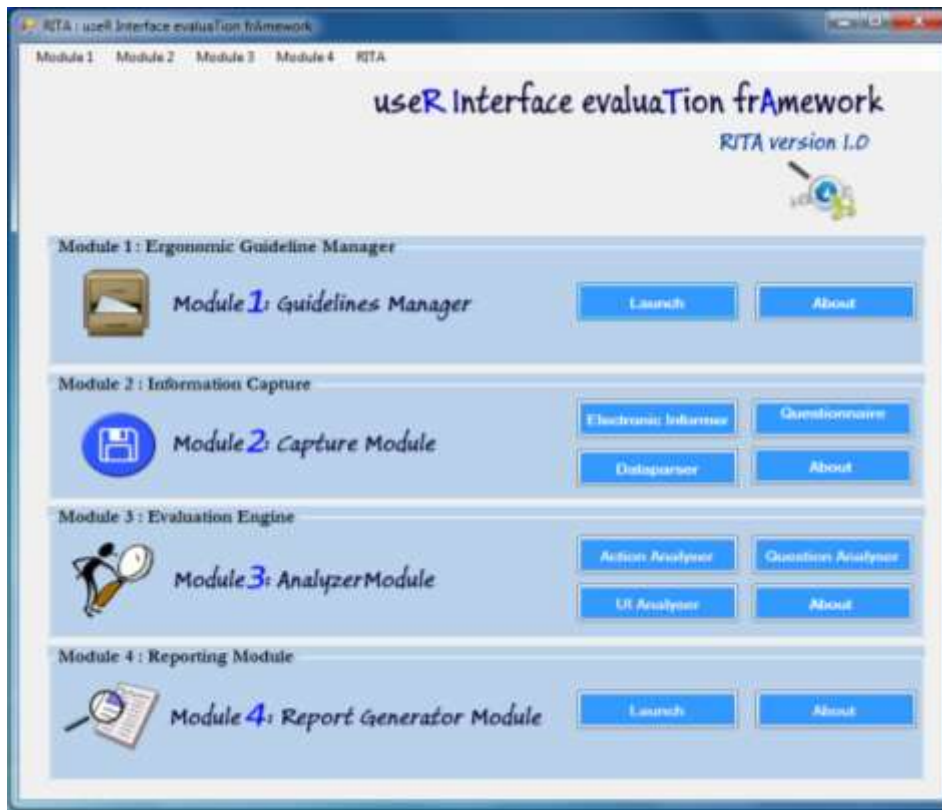 RITA : useR Interface evaluaTion frAmework
Module 1 Module 2 Module 3 Module 4 RITA
useR Interface evaluaTion frAmework
RITA version 1.0
Module 1 : Ergonomic Guideline Manager
Module 1: Guidelines Manager
Launch About
Module 2 : Information Capture
Module 2: Capture Module
Electronic Informer Questionnaire
Dataparser About
Module 3 : Evaluation Engine
Module 3: AnalyzerModule
Action Analyser Question Analyser
UI Analyser About
Module 4 : Reporting Module
Module 4: Report Generator Module
Launch About